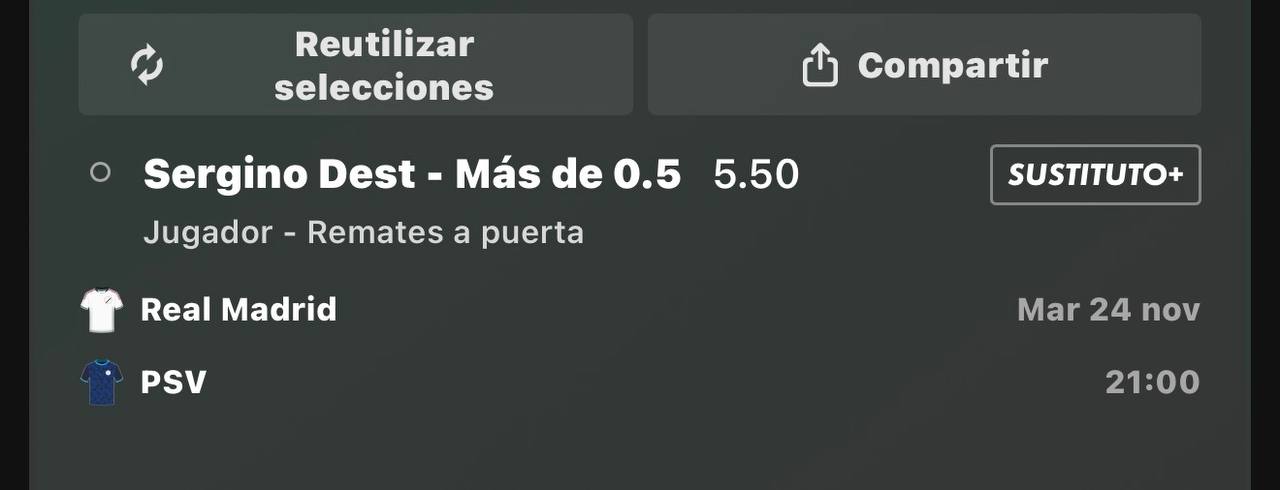 Reutilizar
selecciones
Compartir
Sergino Dest - Más de 0.5 5.50
SUSTITUTO+
Jugador - Remates a puerta
Real Madrid
Mar 24 nov
PSV
21:00